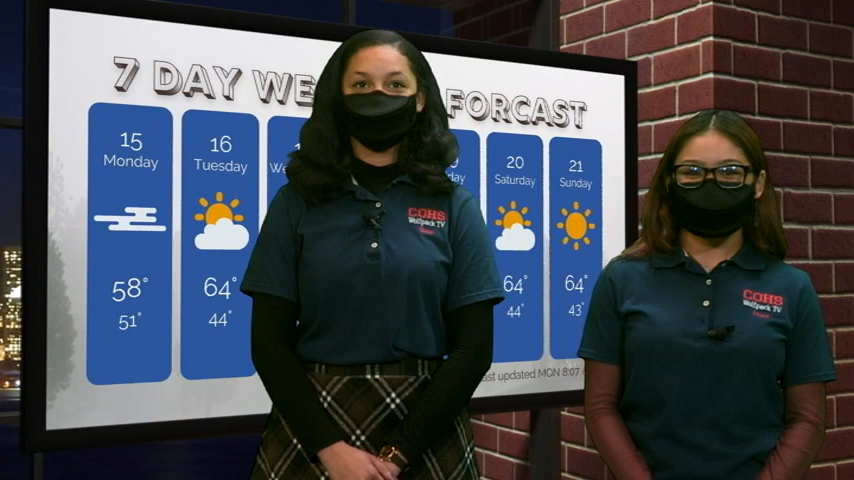 7 DAY WE FORCAST
15
Monday
58°
51°
16
Tuesday
64°
44°
20
Saturday
64°
44°
21
Sunday
64°
43°
COHS
Wolfpack TV
COHS
Wolfpack TV
ast updated MON 8:07